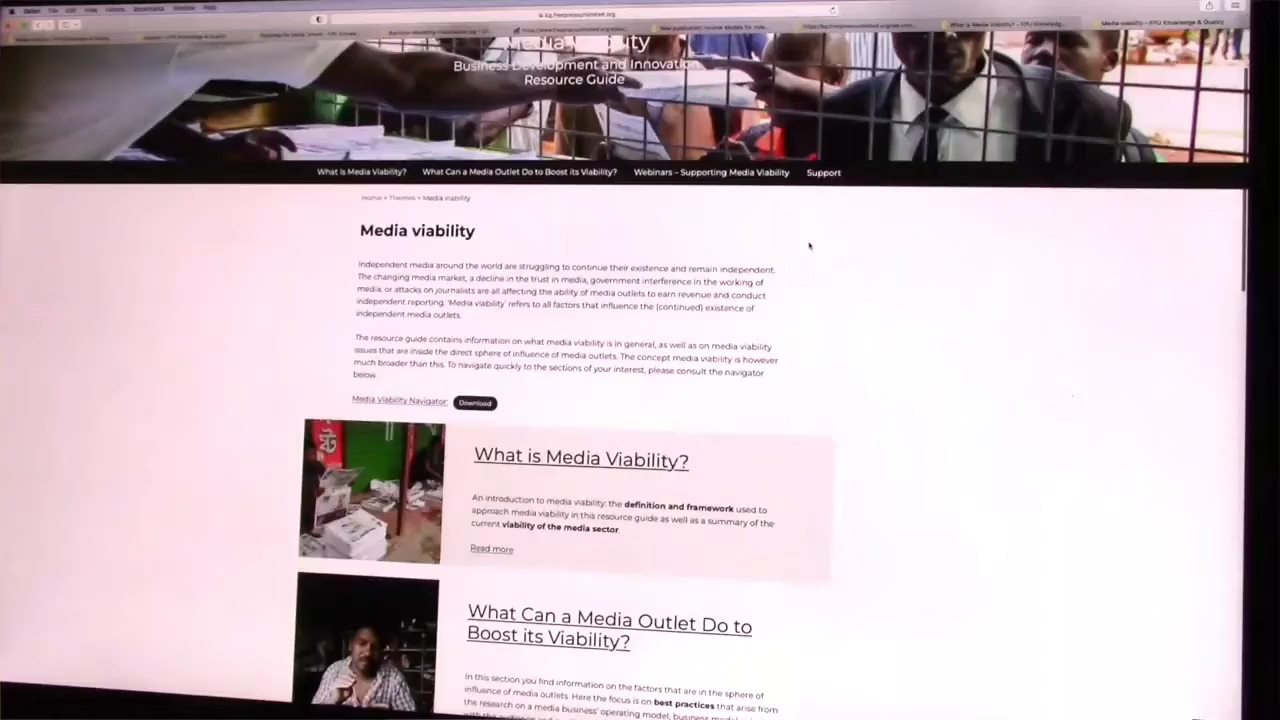 kq.freepressunlimited.org
Media Viability
Business Development and Innovation
Resource Guide
What is Media Viability?
What Can a Media Outlet Do to Boost its Viability?
Webinars – Supporting Media Viability
Support
Home > Themes > Media viability
Media viability
Independent media around the world are struggling to continue their existence and remain independent.
The changing media market, a decline in the trust in media, government interference in the working of
media, or attacks on journalists are all affecting the ability of media outlets to earn revenue and conduct
independent reporting. 'Media viability' refers to all factors that influence the (continued) existence of
independent media outlets.
The resource guide contains information on what media viability is in general, as well as on media viability
issues that are inside the direct sphere of influence of media outlets. The concept media viability is however
much broader than this. To navigate quickly to the sections of your interest, please consult the navigator
below.
Media Viability Navigator:
Download
What is Media Viability?
An introduction to media viability: the definition and framework used to
approach media viability in this resource guide as well as a summary of the
current viability of the media sector.
Read more
What Can a Media Outlet Do to
Boost its Viability?
In this section you find information on the factors that are in the sphere of
influence of media outlets. Here the focus is on best practices that arise from
the research on a media business' operating model, business